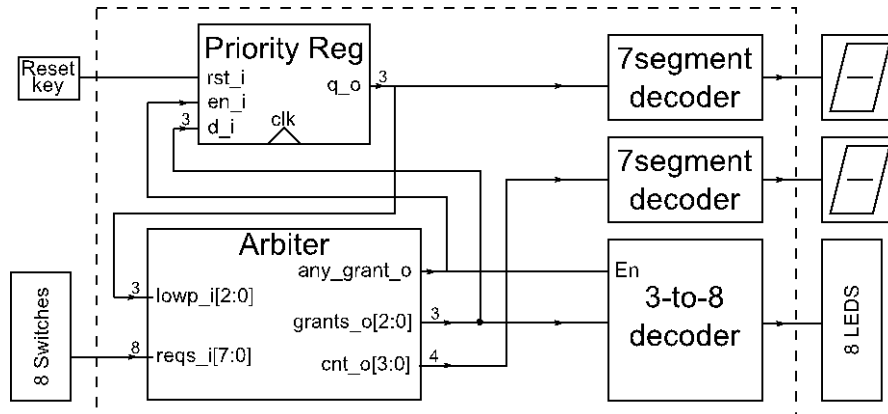 Priority Reg
Reset
key
rst_i
en_i
3
d_i
clk
q_o
3
7segment
decoder
7segment
decoder
Arbiter
any_grant_o
3
lowp_i[2:0]
grants_o[2:0]
3
8
reqs_i[7:0]
cnt_o[3:0]
4
8 Switches
En
3-to-8
decoder
8 LEDS